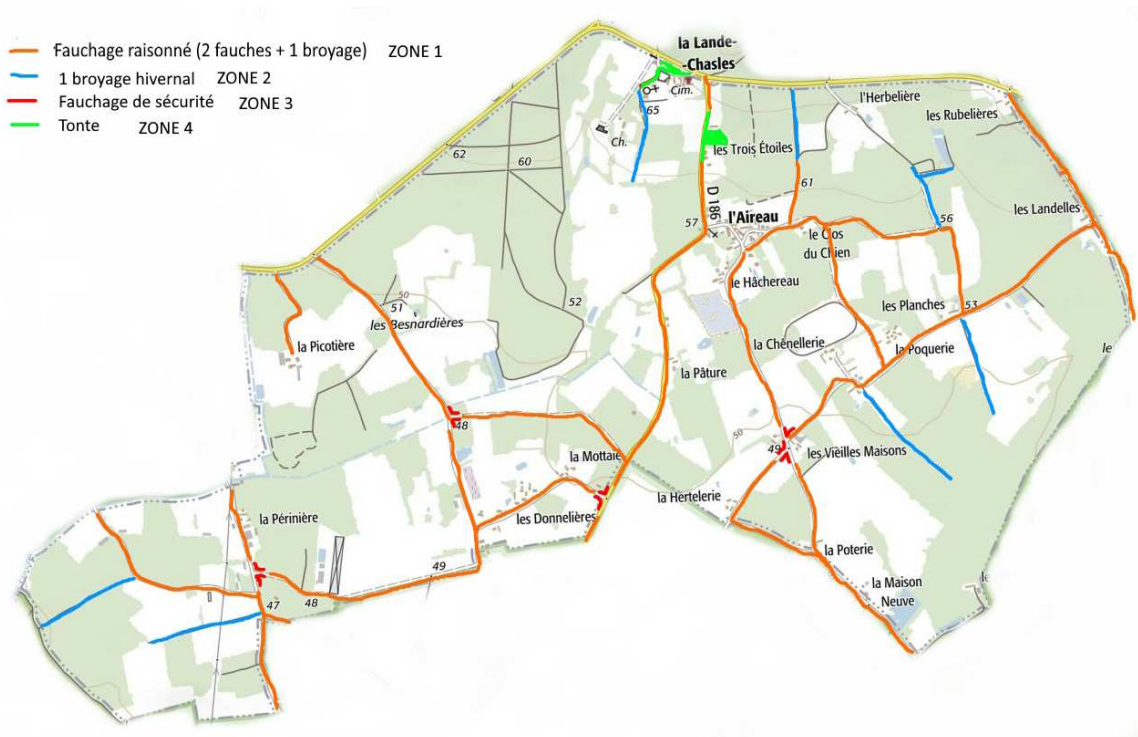 Fauchage raisonné (2 fauches + 1 broyage) ZONE 1
1 broyage hivernal ZONE 2
Fauchage de sécurité ZONE 3
Tonte ZONE 4
la Lande-
-Chasles
Cim.
65
Ch.
l'Herbelière
les Rubelières
62
60
les Trois Étoiles
61
D 186
57
l'Aireau
56
les Landelles
le Clos
du Chien
le Hâchereau
50
51
52
les Besnardières
les Planches
53
la Picotière
la Chênellerie
la Poquerie
le
la Pâture
48
50
49
les Vieilles Maisons
la Mottaie
la Hertelerie
les Donnelières
la Périnière
la Poterie
49
la Maison
Neuve
le
47
48